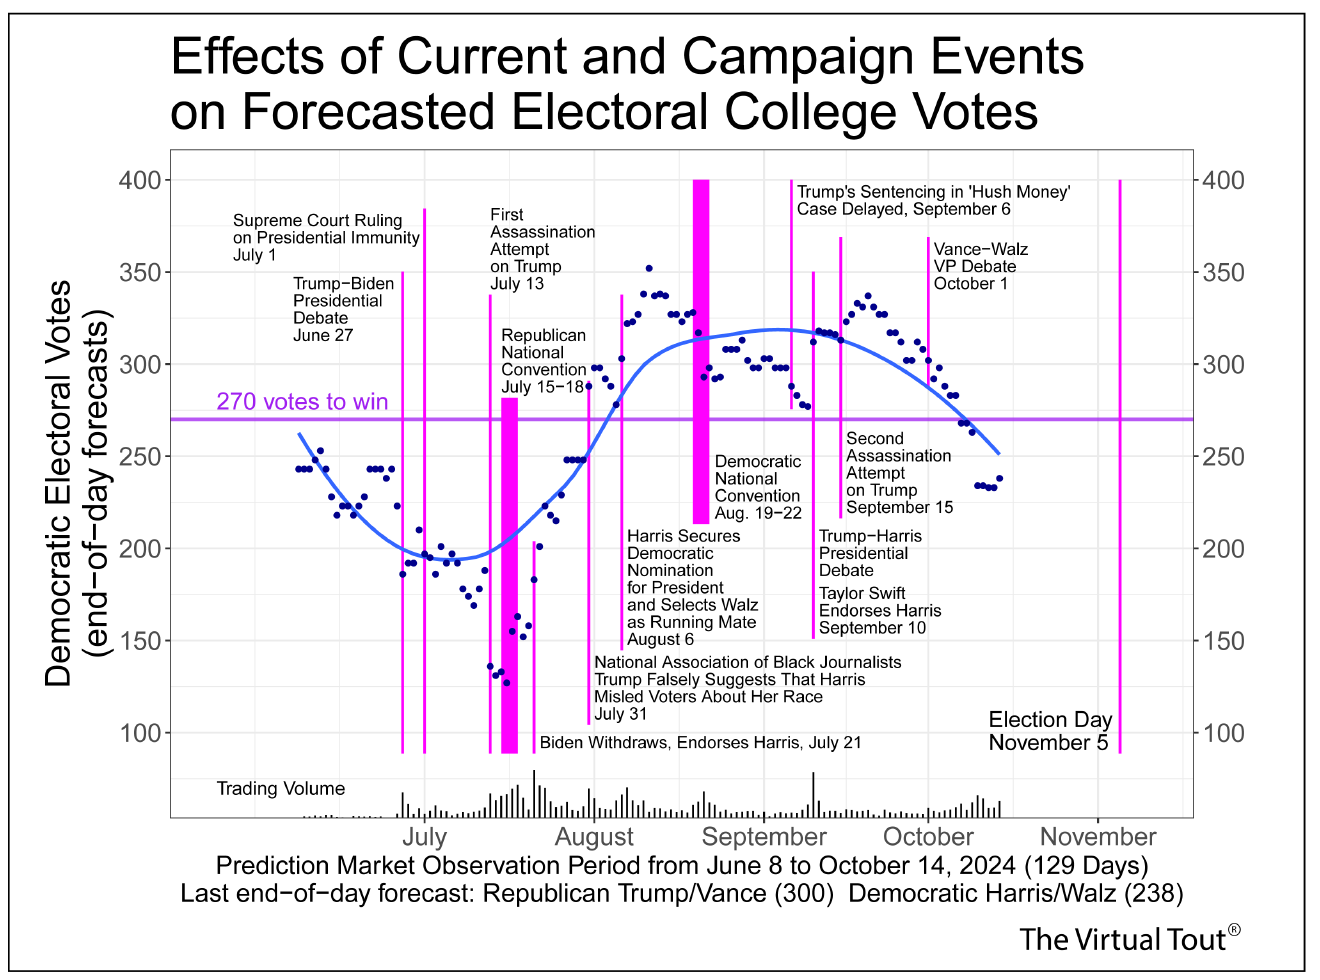 Effects of Current and Campaign Events
on Forecasted Electoral College Votes
Democratic Electoral Votes
(end−of−day forecasts)
400
350
300
250
200
150
100
400
350
300
250
200
150
100
Supreme Court Ruling
on Presidential Immunity
July 1
Trump−Biden
Presidential
Debate
June 27
First
Assassination
Attempt
on Trump
July 13
Republican
National
Convention
July 15−18
Trump's Sentencing in 'Hush Money'
Case Delayed, September 6
Vance−Walz
VP Debate
October 1
270 votes to win
Democratic
National
Convention
Aug. 19−22
Second
Assassination
Attempt
on Trump
September 15
Harris Secures
Democratic
Nomination
for President
and Selects Walz
as Running Mate
August 6
Trump−Harris
Presidential
Debate
Taylor Swift
Endorses Harris
September 10
National Association of Black Journalists
Trump Falsely Suggests That Harris
Misled Voters About Her Race
July 31
Biden Withdraws, Endorses Harris, July 21
Election Day
November 5
Trading Volume
July
August
September
October
November
Prediction Market Observation Period from June 8 to October 14, 2024 (129 Days)
Last end−of−day forecast: Republican Trump/Vance (300) Democratic Harris/Walz (238)
The Virtual Tout®